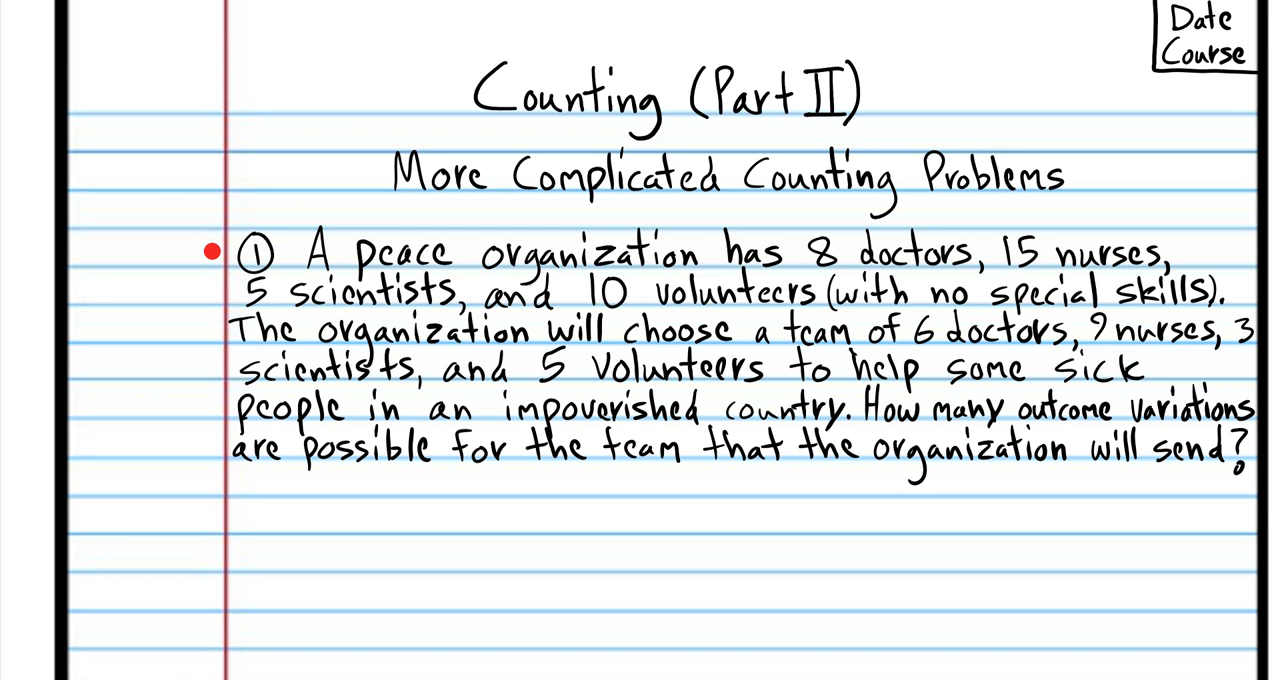 Date
Course
Counting (Part II)
More Complicated Counting Problems
① A peace organization has 8 doctors, 15 nurses,
5 scientists, and 10 volunteers (with no special skills).
The organization will choose a team of 6 doctors, 9 nurses, 3
scientists, and 5 volunteers to help some sick
people in an impoverished country. How many outcome variations
are possible for the team that the organization will send?